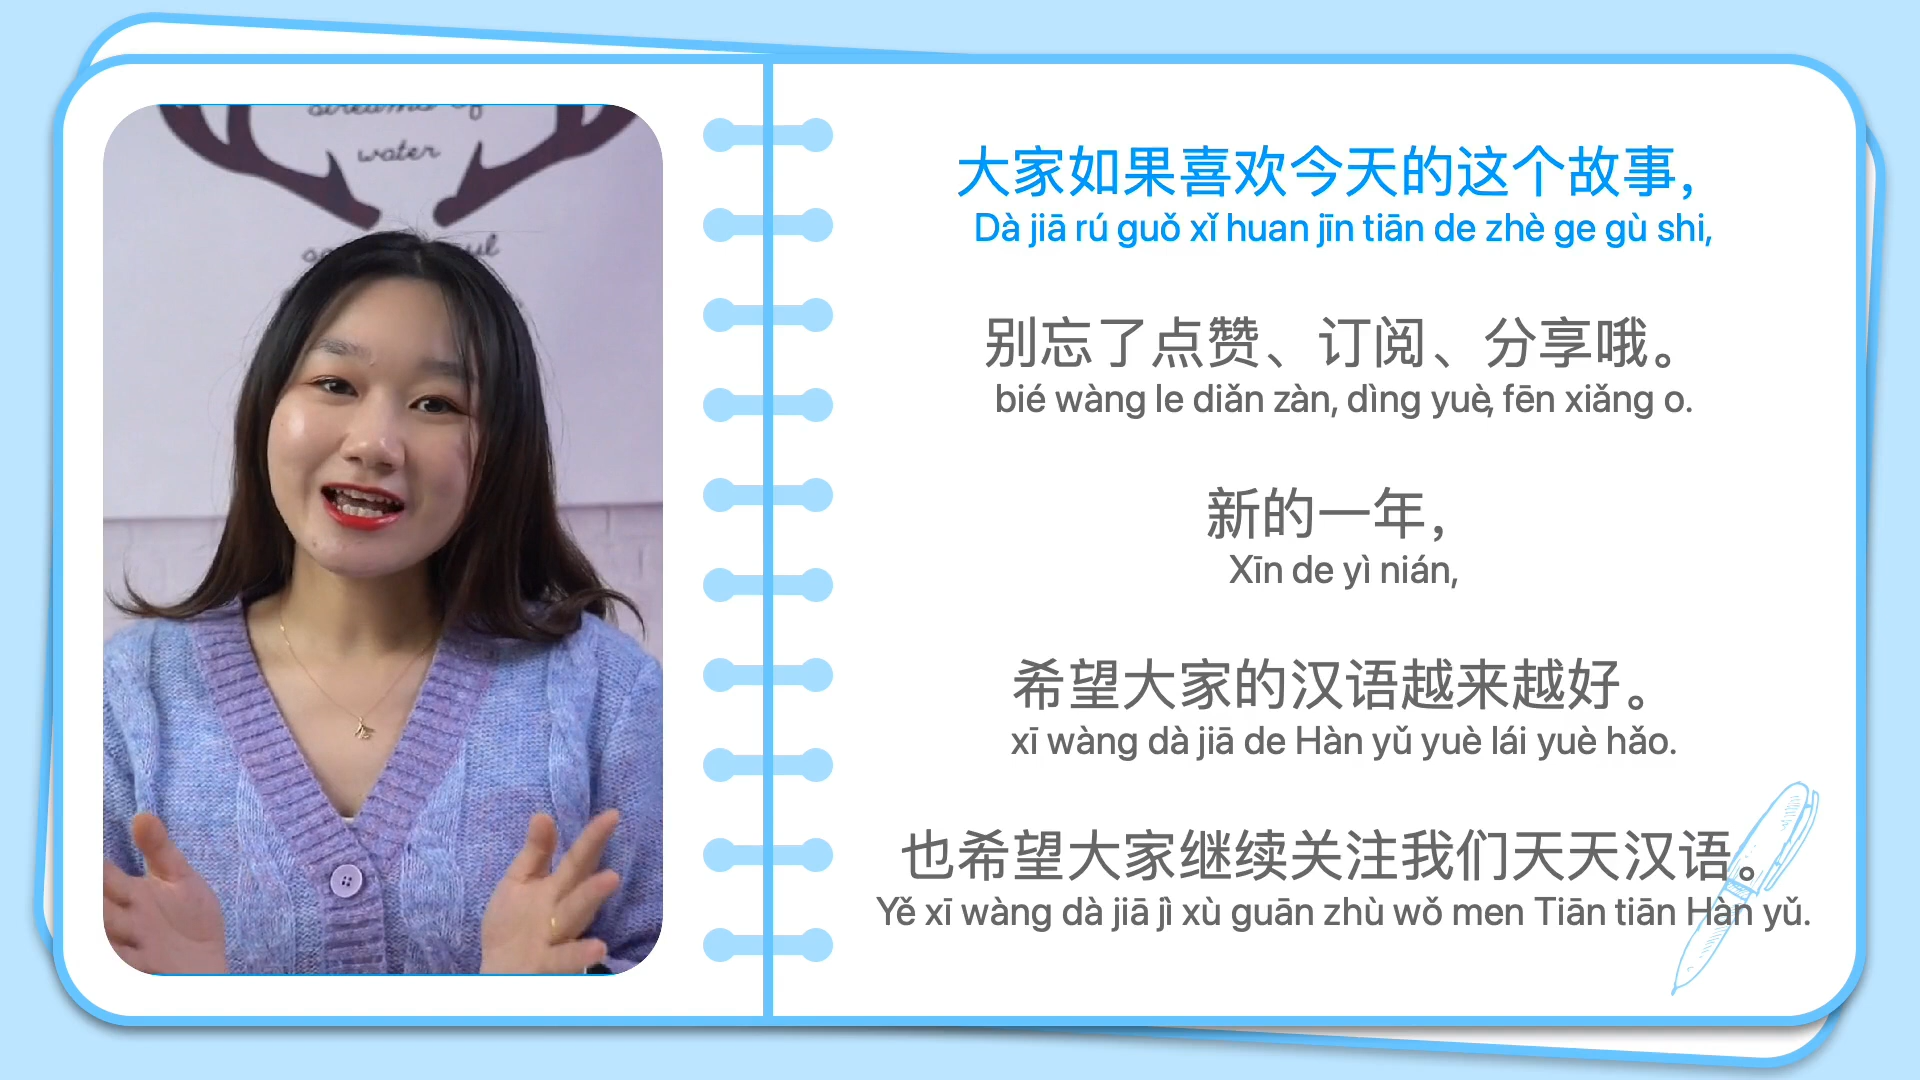 streams of
water
大家如果喜欢今天的这个故事，
Dà jiā rú guǒ xǐ huan jīn tiān de zhè ge gù shi,
别忘了点赞、订阅、分享哦。
bié wàng le diǎn zàn, dìng yuè, fēn xiǎng o.
新的一年，
Xīn de yì nián,
希望大家的汉语越来越好。
xī wàng dà jiā de Hàn yǔ yuè lái yuè hǎo.
也希望大家继续关注我们天天汉语。
Yě xī wàng dà jiā jì xù guān zhù wǒ men Tiān tiān Hàn yǔ.